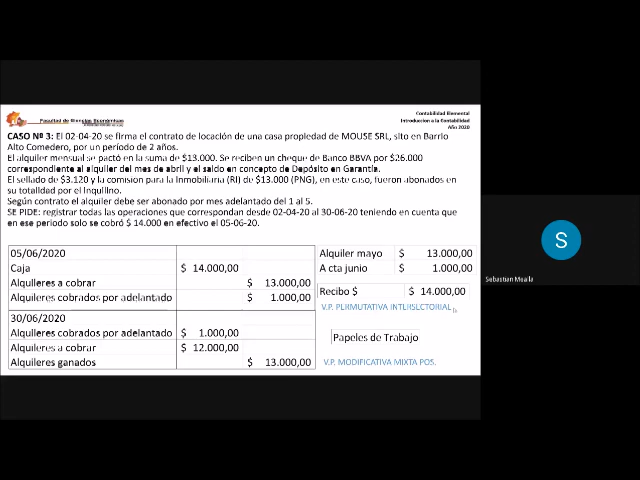 Facultad de Ciencias Económicas
Contabilidad Elemental
Introducción a la Contabilidad
Año 2020
CASO Nº 3: El 02-04-20 se firma el contrato de locación de una casa propiedad de MOUSE SRL, sito en Barrio
Alto Comedero, por un período de 2 años.
El alquiler mensual se pactó en la suma de $13.000. Se reciben un cheque de Banco BBVA por $26.000
correspondiente al alquiler del mes de abril y el saldo en concepto de Depósito en Garantía.
El sellado de $3.120 y la comisión para la Inmobiliaria (RI) de $13.000 (PNG), en este caso, fueron abonados en
su totalidad por el Inquilino.
Según contrato el alquiler debe ser abonado por mes adelantado del 1 al 5.
SE PIDE: registrar todas las operaciones que correspondan desde 02-04-20 al 30-06-20 teniendo en cuenta que
en ese periodo solo se cobró $ 14.000 en efectivo el 05-06-20.
05/06/2020
Caja $ 14.000,00
Alquileres a cobrar $ 13.000,00
Alquileres cobrados por adelantado $ 1.000,00
30/06/2020
Alquileres cobrados por adelantado $ 1.000,00
Alquileres a cobrar $ 12.000,00
Alquileres ganados $ 13.000,00
Alquiler mayo $ 13.000,00
A cta junio $ 1.000,00
Recibo $ $ 14.000,00
V.P. PERMUTATIVA INTERSECTORIAL
Papeles de Trabajo
V.P. MODIFICATIVA MIXTA POS.
S
Sebastian Mualla